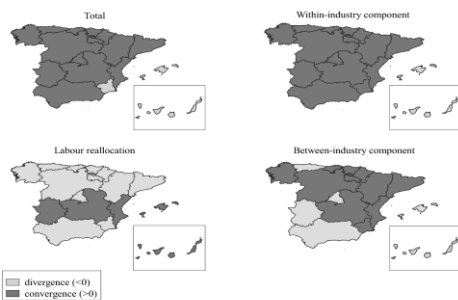 Total
Within-industry component
Labour reallocation
Between-industry component
divergence (<0)
convergence (>0)